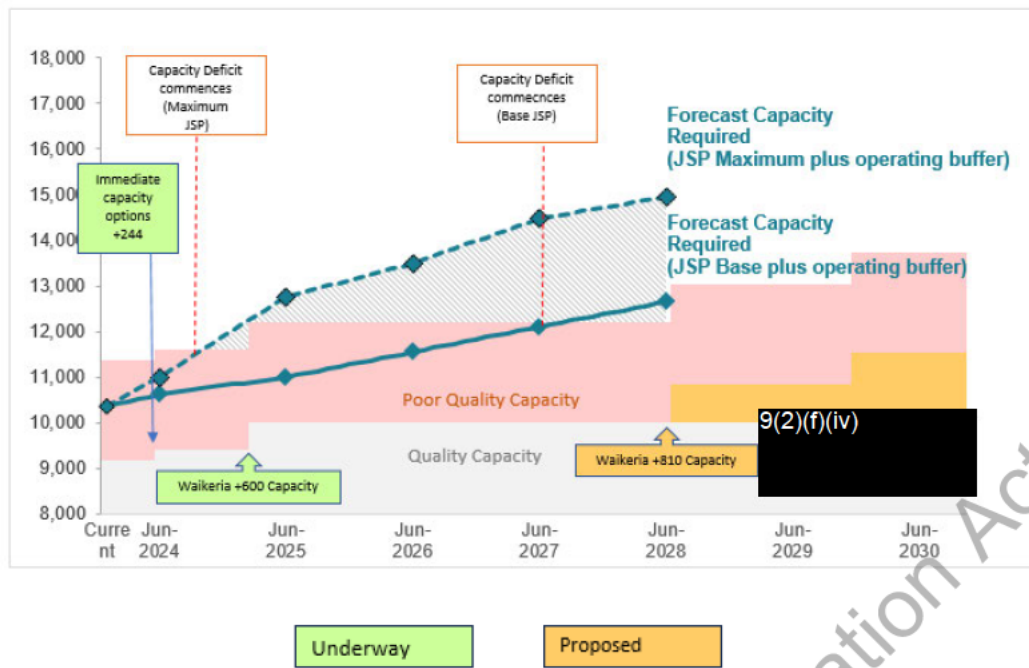 18,000
17,000
16,000
15,000
14,000
13,000
12,000
11,000
10,000
9,000
8,000
Capacity Deficit
commences
(Maximum
JSP)
Capacity Deficit
commecnces
(Base JSP)
Immediate
capacity
options
+244
Forecast Capacity
Required
(JSP Maximum plus operating buffer)
Forecast Capacity
Required
(JSP Base plus operating buffer)
Poor Quality Capacity
Quality Capacity
9(2)(f)(iv)
Waikeria +600 Capacity
Waikeria +810 Capacity
Curre
nt
Jun-
2024
Jun-
2025
Jun-
2026
Jun-
2027
Jun-
2028
Jun-
2029
Jun-
2030
Underway
Proposed
ation Act